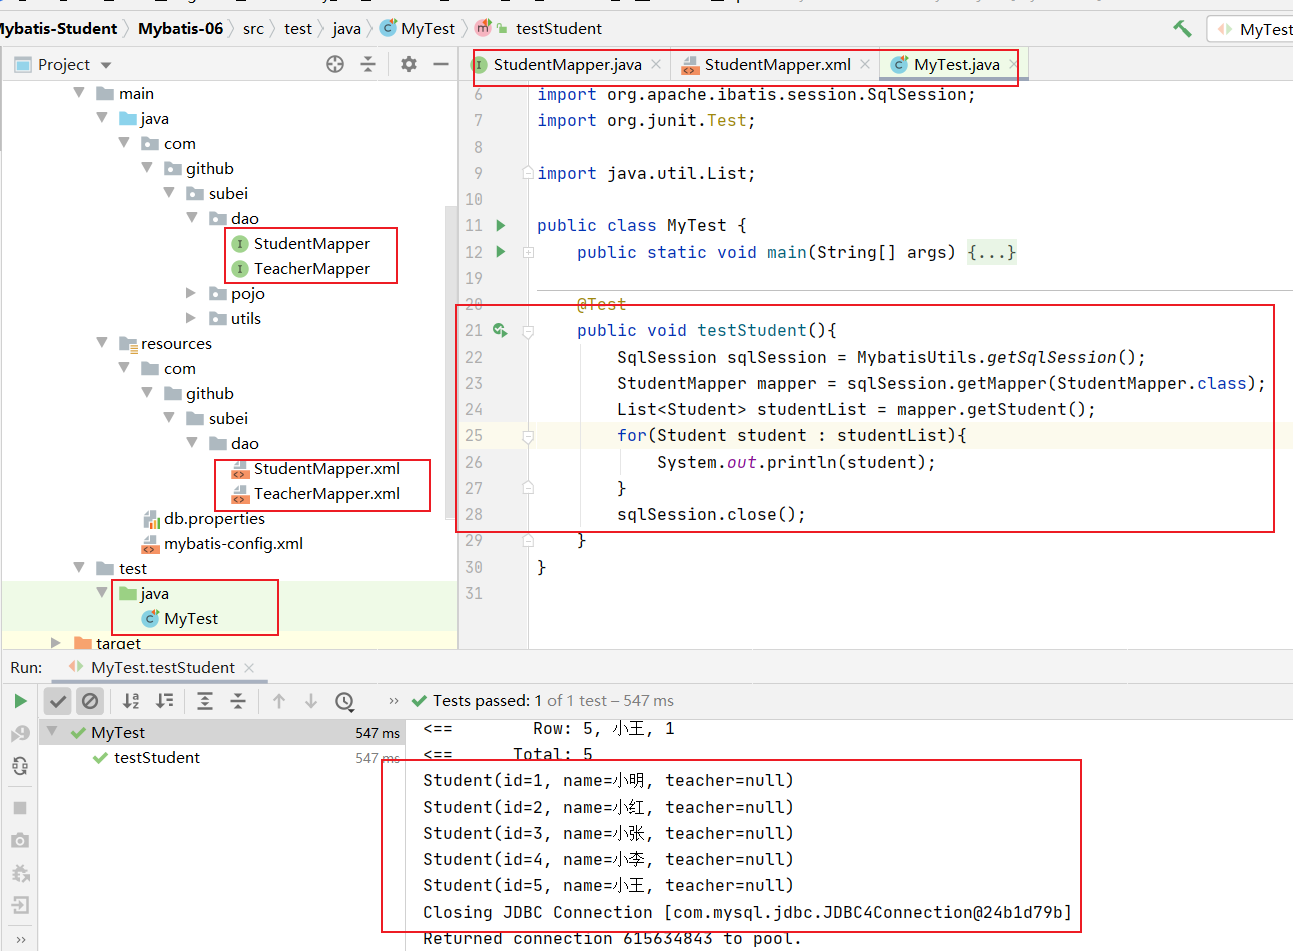 Mybatis-Student Mybatis-06 src test java MyTest testStudent MyTest
Project
StudentMapper.java StudentMapper.xml MyTest.java
main
java
com
github
subei
dao
StudentMapper
TeacherMapper
pojo
utils
resources
com
github
subei
dao
StudentMapper.xml
TeacherMapper.xml
db.properties
mybatis-config.xml
test
java
MyTest
target
6 import org.apache.ibatis.session.SqlSession;
7 import org.junit.Test;
8
9 import java.util.List;
10
11 public class MyTest {
12 public static void main(String[] args) {...}
19
20 @Test
21 public void testStudent(){
22 SqlSession sqlSession = MybatisUtils.getSqlSession();
23 StudentMapper mapper = sqlSession.getMapper(StudentMapper.class);
24 List<Student> studentList = mapper.getStudent();
25 for(Student student : studentList){
26 System.out.println(student);
27 }
28 sqlSession.close();
29 }
30 }
31
Run: MyTest.testStudent
Tests passed: 1 of 1 test – 547 ms
MyTest 547 ms
testStudent 547 ms
<== Row: 5, 小王, 1
<== Total: 5
Student(id=1, name=小明, teacher=null)
Student(id=2, name=小红, teacher=null)
Student(id=3, name=小张, teacher=null)
Student(id=4, name=小李, teacher=null)
Student(id=5, name=小王, teacher=null)
Closing JDBC Connection [com.mysql.jdbc.JDBC4Connection@24b1d79b]
Returned connection 615634843 to pool.